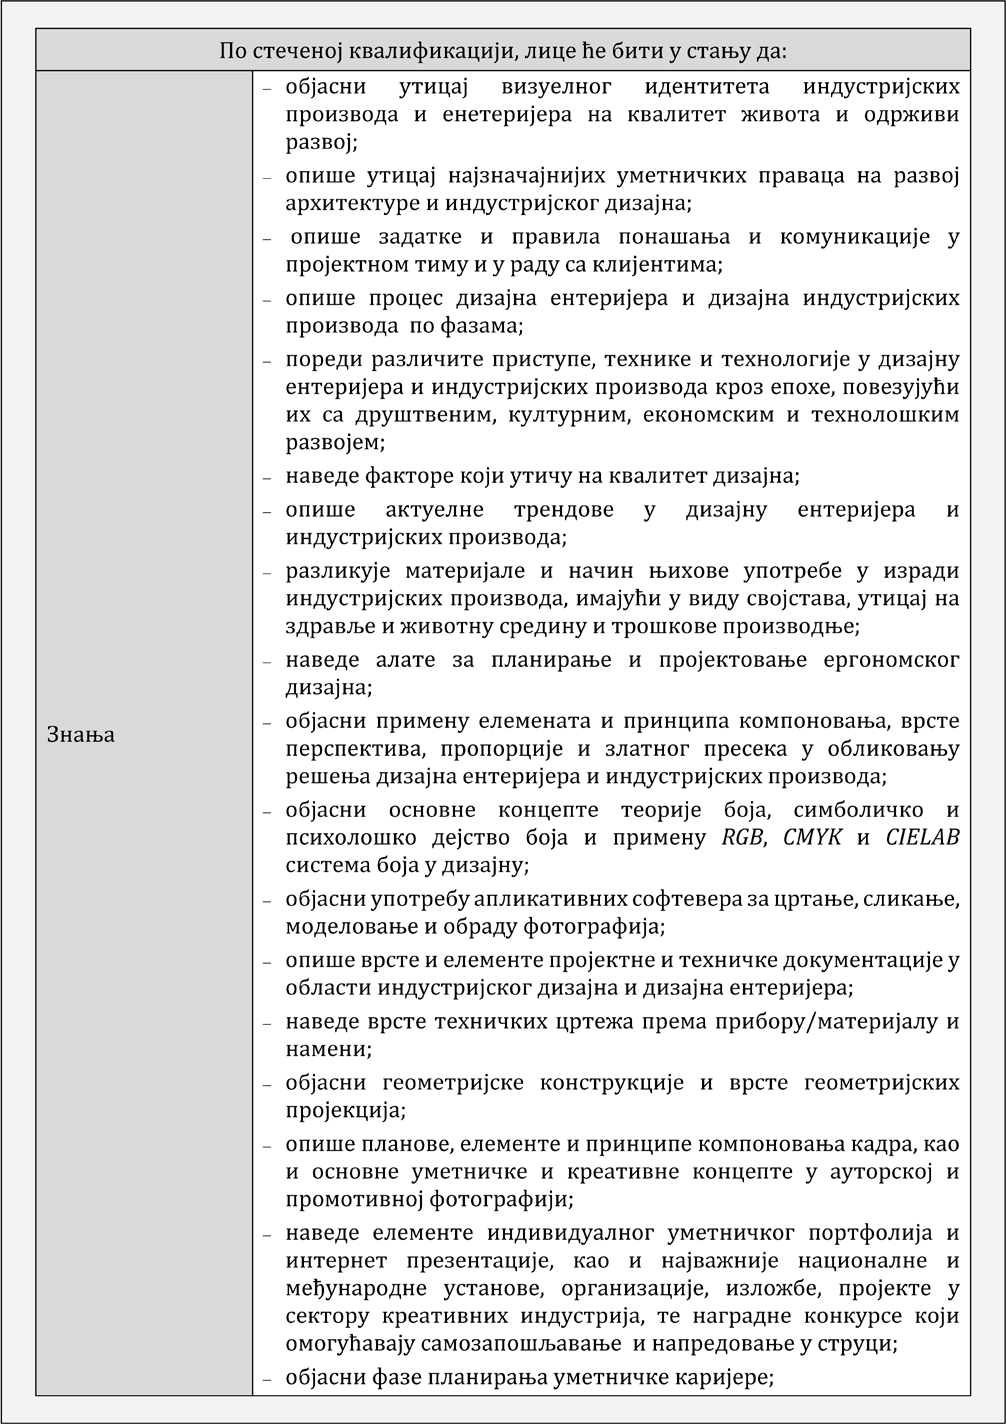 По стеченој квалификацији, лице ће бити у стању да:
Знања
– објасни утицај визуелног идентитета индустријских
производа и енетеријера на квалитет живота и одрживи
развој;
– опише утицај најзначајнијих уметничких праваца на развој
архитектуре и индустријског дизајна;
– опише задатке и правила понашања и комуникације у
пројектном тиму и у раду са клијентима;
– опише процес дизајна ентеријера и дизајна индустријских
производа по фазама;
– пореди различите приступе, технике и технологије у дизајну
ентеријера и индустријских производа кроз епохе, повезујући
их са друштвеним, културним, економским и технолошким
развојем;
– наведе факторе који утичу на квалитет дизајна;
– опише актуелне трендове у дизајну ентеријера и
индустријских производа;
– разликује материјале и начин њихове употребе у изради
индустријских производа, имајући у виду својстава, утицај на
здравље и животну средину и трошкове производње;
– наведе алате за планирање и пројектовање ергономског
дизајна;
– објасни примену елемената и принципа компоновања, врсте
перспектива, пропорције и златног пресека у обликовању
решења дизајна ентеријера и индустријских производа;
– објасни основне концепте теорије боја, симболичко и
психолошко дејство боја и примену RGB, CMYK и CIELAB
система боја у дизајну;
– објасни употребу апликативних софтевера за цртање, сликање,
моделовање и обраду фотографија;
– опише врсте и елементе пројектне и техничке документације у
области индустријског дизајна и дизајна ентеријера;
– наведе врсте техничких цртежа према прибору/материјалу и
намени;
– објасни геометријске конструкције и врсте геометријских
пројекција;
– опише планове, елементе и принципе компоновања кадра, као
и основне уметничке и креативне концепте у ауторској и
промотивној фотографији;
– наведе елементе индивидуалног уметничког портфолија и
интернет презентације, као и најважније националне и
међународне установе, организације, изложбе, пројекте у
сектору креативних индустрија, те наградне конкурсе који
омогућавају самозапошљавање и напредовање у струци;
– објасни фазе планирања уметничке каријере;